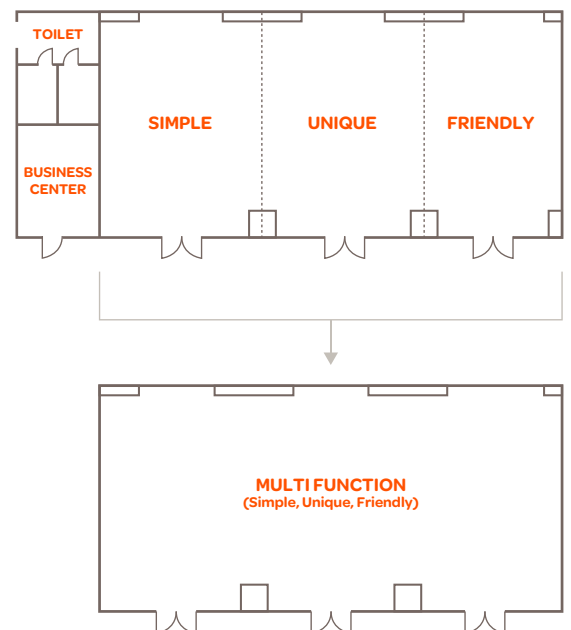 TOILET
SIMPLE
UNIQUE
FRIENDLY
BUSINESS
CENTER
MULTI FUNCTION
(Simple, Unique, Friendly)